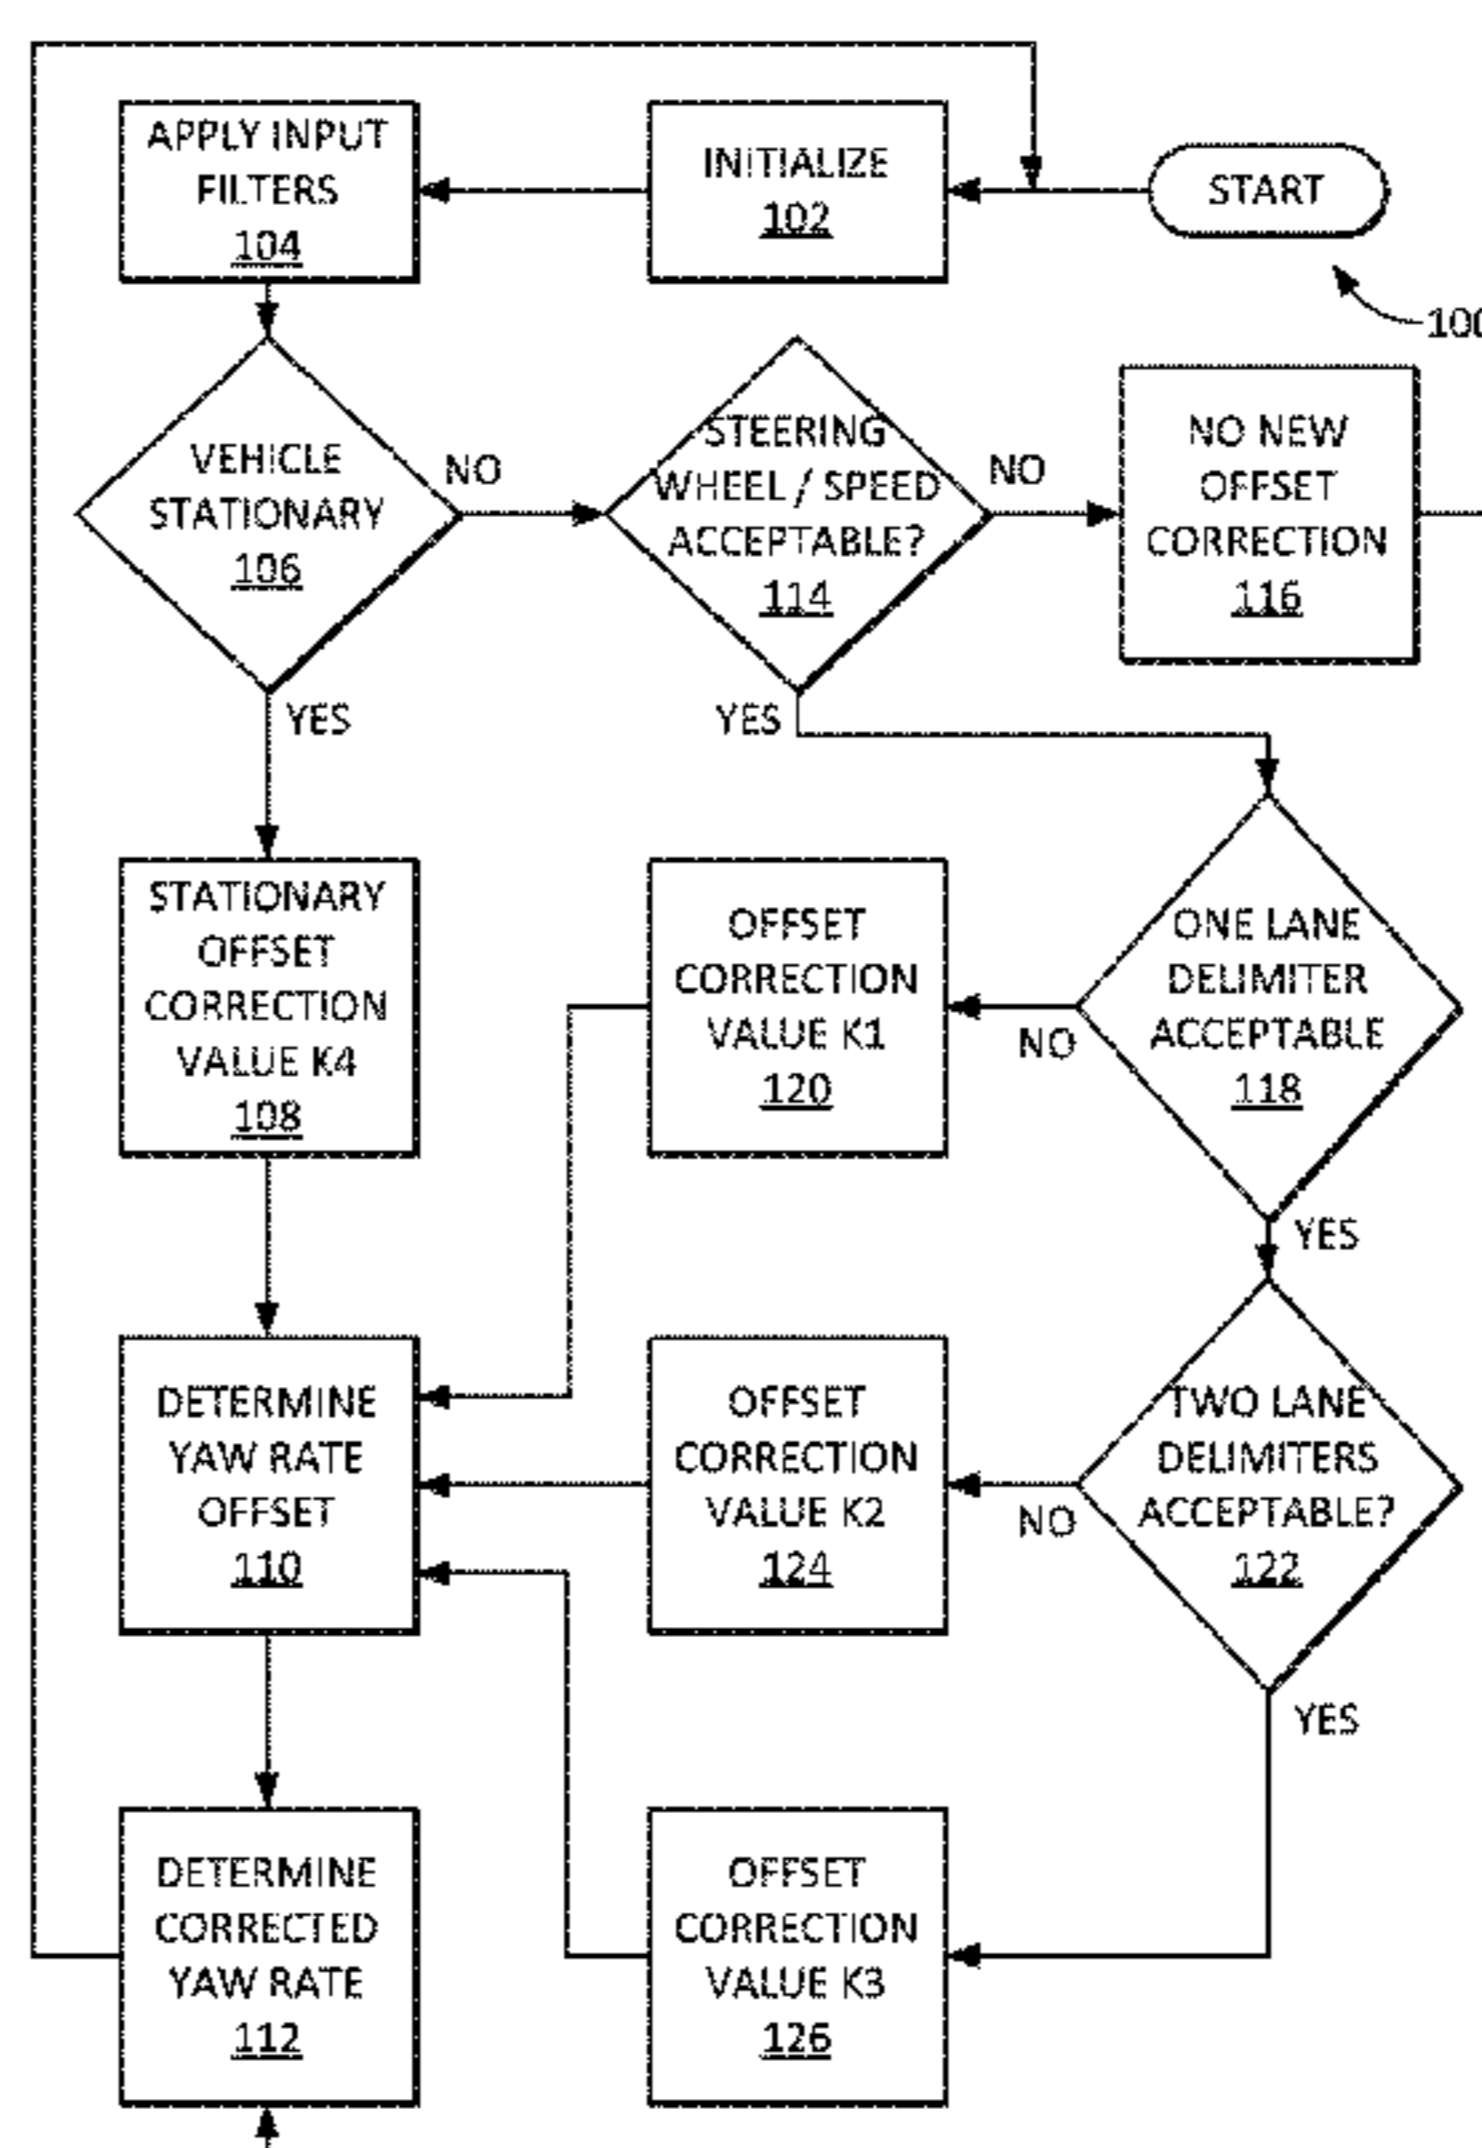 APPLY INPUT
FILTERS
104
INITIALIZE
102
START
100
VEHICLE
STATIONARY
106
NO
YES
STEERING
WHEEL / SPEED
ACCEPTABLE?
114
NO
YES
NO NEW
OFFSET
CORRECTION
116
STATIONARY
OFFSET
CORRECTION
VALUE K4
108
OFFSET
CORRECTION
VALUE K1
120
NO
ONE LANE
DELIMITER
ACCEPTABLE
118
YES
DETERMINE
YAW RATE
OFFSET
110
OFFSET
CORRECTION
VALUE K2
124
NO
TWO LANE
DELIMITERS
ACCEPTABLE?
122
YES
DETERMINE
CORRECTED
YAW RATE
112
OFFSET
CORRECTION
VALUE K3
126